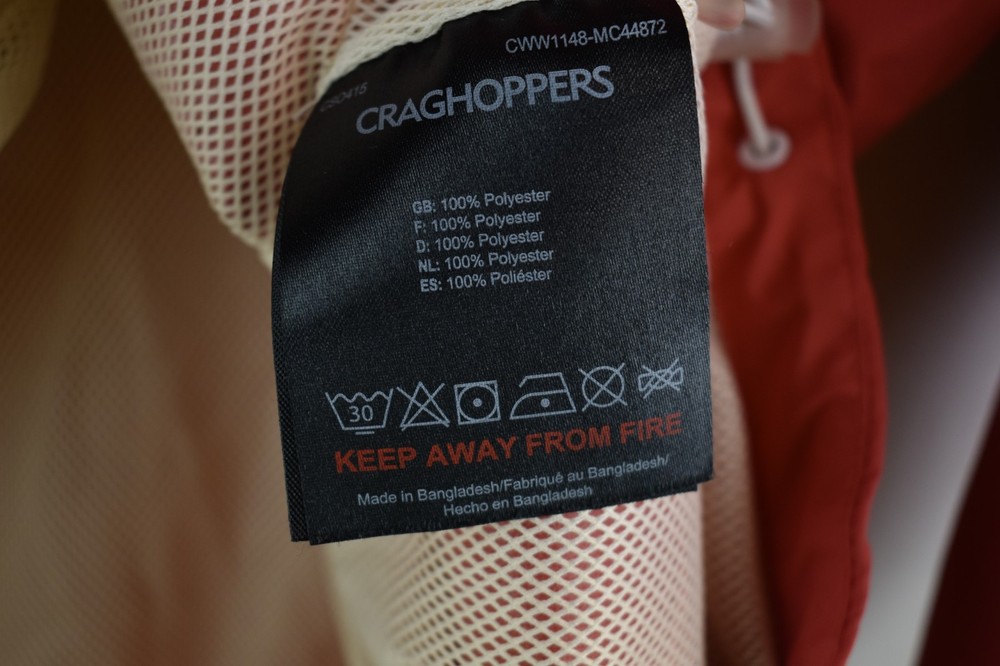 CWW1148-MC44872
CSO415
CRAGHOPPERS
GB: 100% Polyester
F: 100% Polyester
D: 100% Polyester
NL: 100% Polyester
ES: 100% Poliéster
30
KEEP AWAY FROM FIRE
Made in Bangladesh/Fabriqué au Bangladesh/
Hecho en Bangladesh